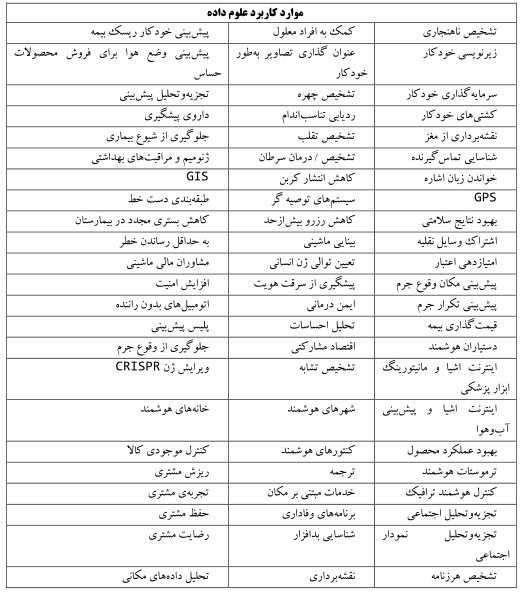 موارد کاربرد علوم داده
تشخیص ناهنجاری	کمک به افراد معلول	پیش‌بینی خودکار ریسک بیمه
زیرنویسی خودکار	عنوان گذاری تصاویر به‌طور	پیش‌بینی وضع هوا برای فروش محصولات
خودکار	حساس
سرمایه‌گذاری خودکار	تشخیص چهره	تجزیه‌وتحلیل پیش‌بینی
کشتی‌های خودکار	ردیابی تناسب‌اندام	داروی پیشگیری
نقشه‌برداری از مغز	تشخیص تقلب	جلوگیری از شیوع بیماری
شناسایی تماس‌گیرنده	تشخیص / درمان سرطان	ژنومیم و مراقبت‌های بهداشتی
خواندن زبان اشاره	کاهش انتشار کربن	GIS
GPS	سیستم‌های توصیه گر	طبقه‌بندی دست خط
بهبود نتایج سلامتی	کاهش رزرو بیش‌ازحد	کاهش بستری مجدد در بیمارستان
اشتراک وسایل نقلیه	بینایی ماشینی	به حداقل رساندن خطر
امتیازدهی اعتبار	تعیین توالی ژن انسانی	مشاوران مالی ماشینی
پیش‌بینی مکان وقوع جرم	پیشگیری از سرقت هویت	افزایش امنیت
پیش‌بینی تکرار جرم	ایمن درمانی	اتومبیل‌های بدون راننده
قیمت‌گذاری بیمه	تحلیل احساسات	پلیس پیش‌بینی
دستیاران هوشمند	اقتصاد مشارکتی	جلوگیری از وقوع جرم
اینترنت اشیا و مانیتورینگ	تشخیص تشابه	ویرایش ژن CRISPR
ابزار پزشکی
اینترنت اشیا و پیش‌بینی	شهرهای هوشمند	خانه‌های هوشمند
آب‌وهوا
بهبود عملکرد محصول	کنتورهای هوشمند	کنترل موجودی کالا
ترموستات هوشمند	ترجمه	ریزش مشتری
کنترل هوشمند ترافیک	خدمات مبتنی بر مکان	تجربه‌ی مشتری
تجزیه‌وتحلیل اجتماعی	برنامه‌های وفاداری	حفظ مشتری
تجزیه‌وتحلیل نمودار	شناسایی بدافزار	رضایت مشتری
اجتماعی
تشخیص هرزنامه	نقشه‌برداری	تحلیل داده‌های مکانی